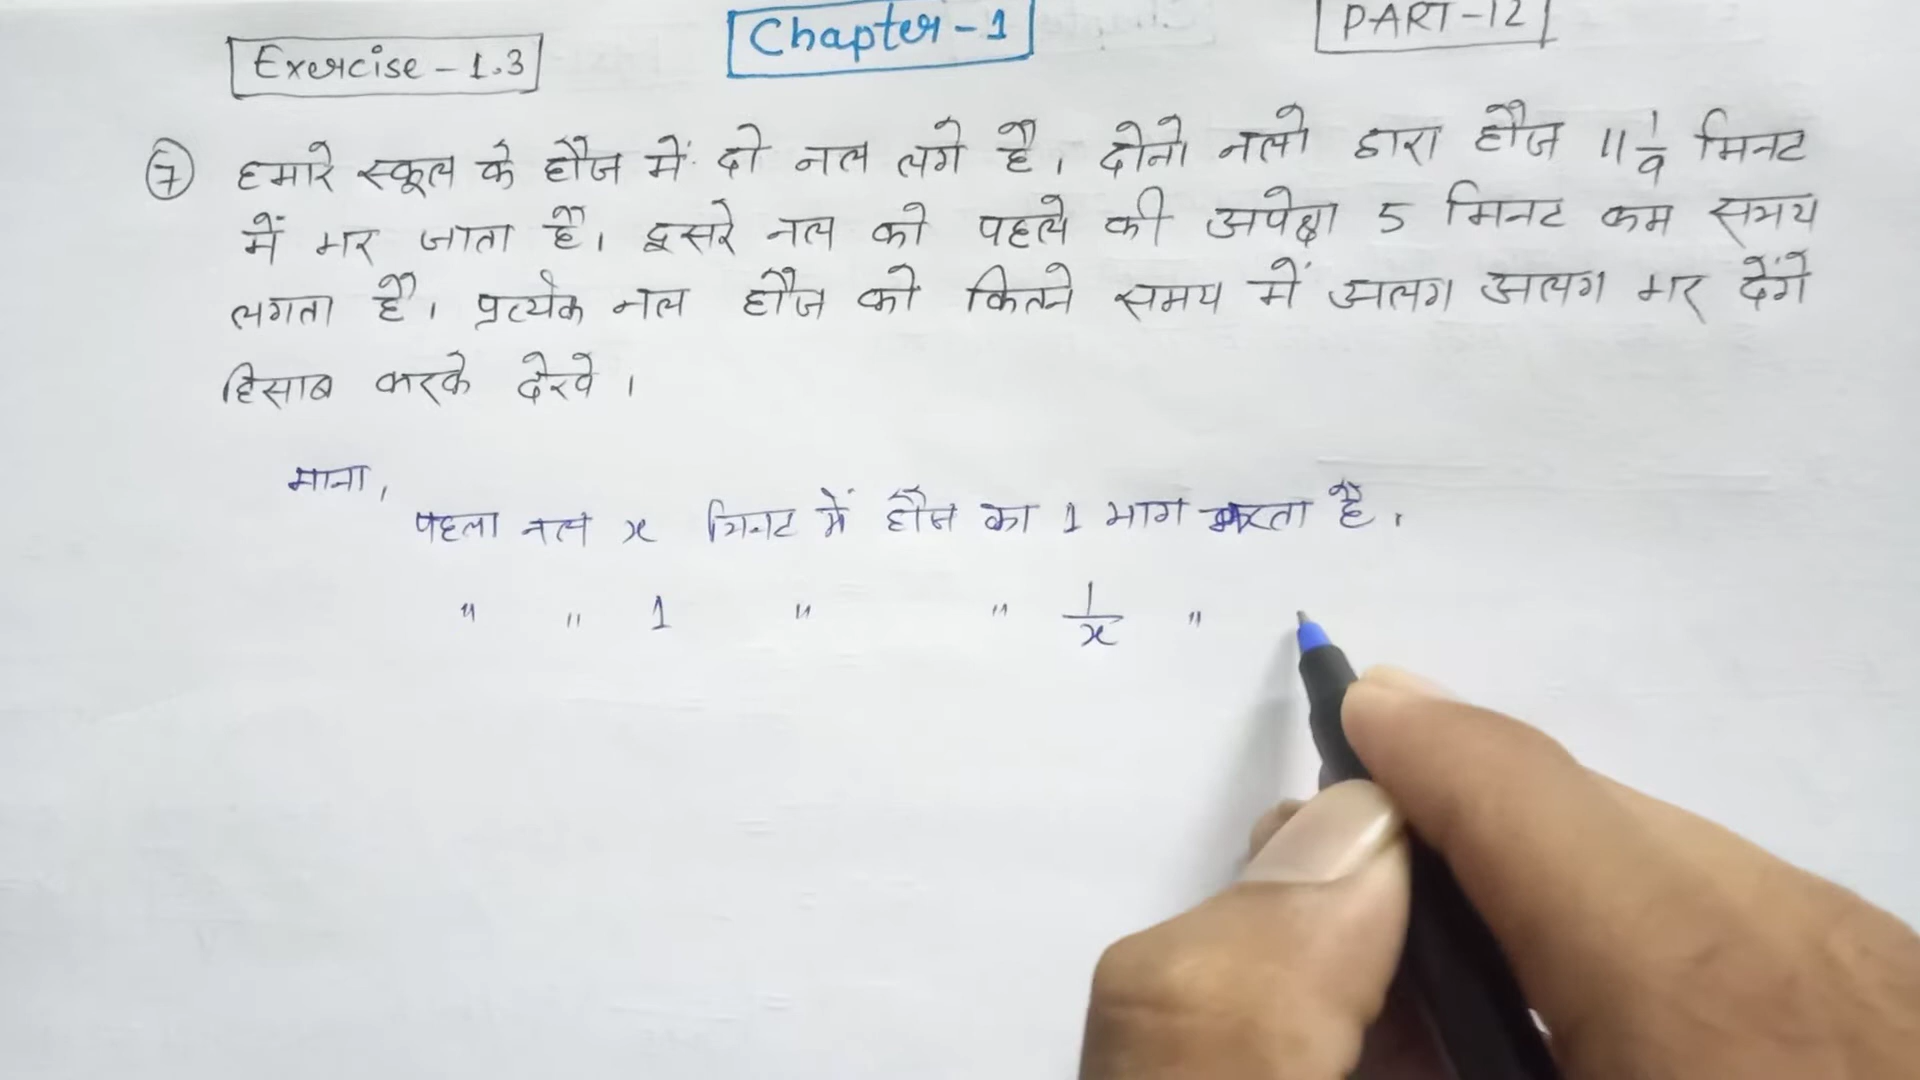 Exercise - 1.3
Chapter - 1
PART-12
⑦ हमारे स्कूल के हौज में दो नल लगे है। दोनो नलो द्वारा हौज 11 1/9 मिनट
में भर जाता है। दूसरे नल को पहले की अपेक्षा 5 मिनट कम समय
लगता है। प्रत्येक नल हौज को कितने समय में अलग अलग भर देंगे
हिसाब करके देखे।
माना,
पहला नल x मिनट में हौज का 1 भाग भरता है।
" " 1 " " 1/x "